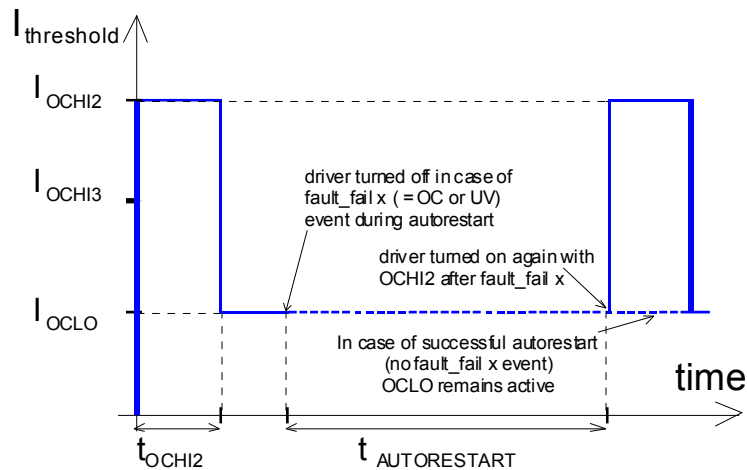 I threshold
I OCHI2
I OCHI3
driver turned off in case of
fault_fail x ( = OC or UV)
event during autorestart
driver turned on again with
OCHI2 after fault_fail x
I OCLO
In case of successful autorestart
(no fault_fail x event)
OCLO remains active
time
t OCHI2
t AUTORESTART